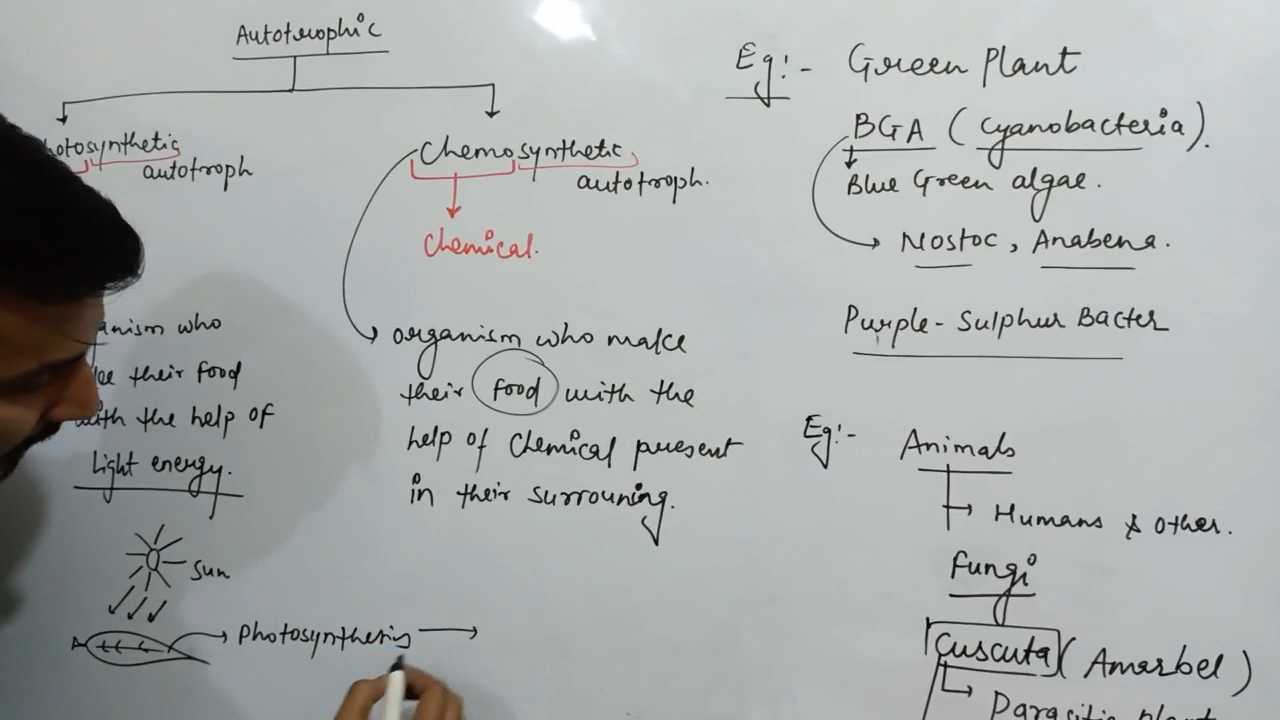 Autotrophic
hotosynthetic
autotroph
Chemosynthetic
autotroph.
Chemical.
anism who
their food
with the help of
Light energy.
Sun
Photosynthesis
organism who make
their food with the
help of Chemical present
in their surrouning.
Eg:- Green Plant
BGA (Cyanobacteria).
Blue Green algae.
Nostoc, Anabena.
Purple-Sulphur Bacter
Eg:- Animals
Humans & other.
Fungi
Cuscuta (Amarbel)
Parasitic plant